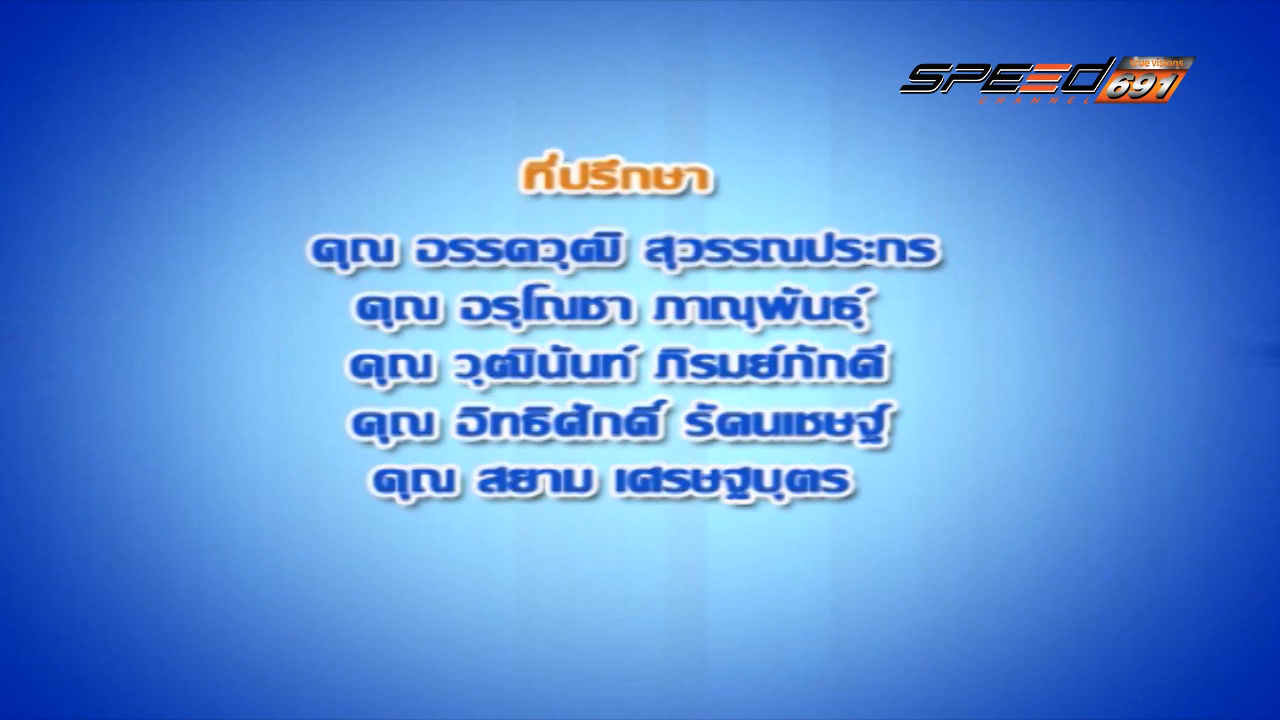 SPEED true visions
CHANNEL 691
ที่ปรึกษา
คุณ อรรควุฒิ สุวรรณประกร
คุณ อรุโณชา ภาณุพันธุ์
คุณ วุฒินันท์ ภิรมย์ภักดี
คุณ อิทธิศักดิ์ รัตนเชษฐ์
คุณ สยาม เศรษฐบุตร